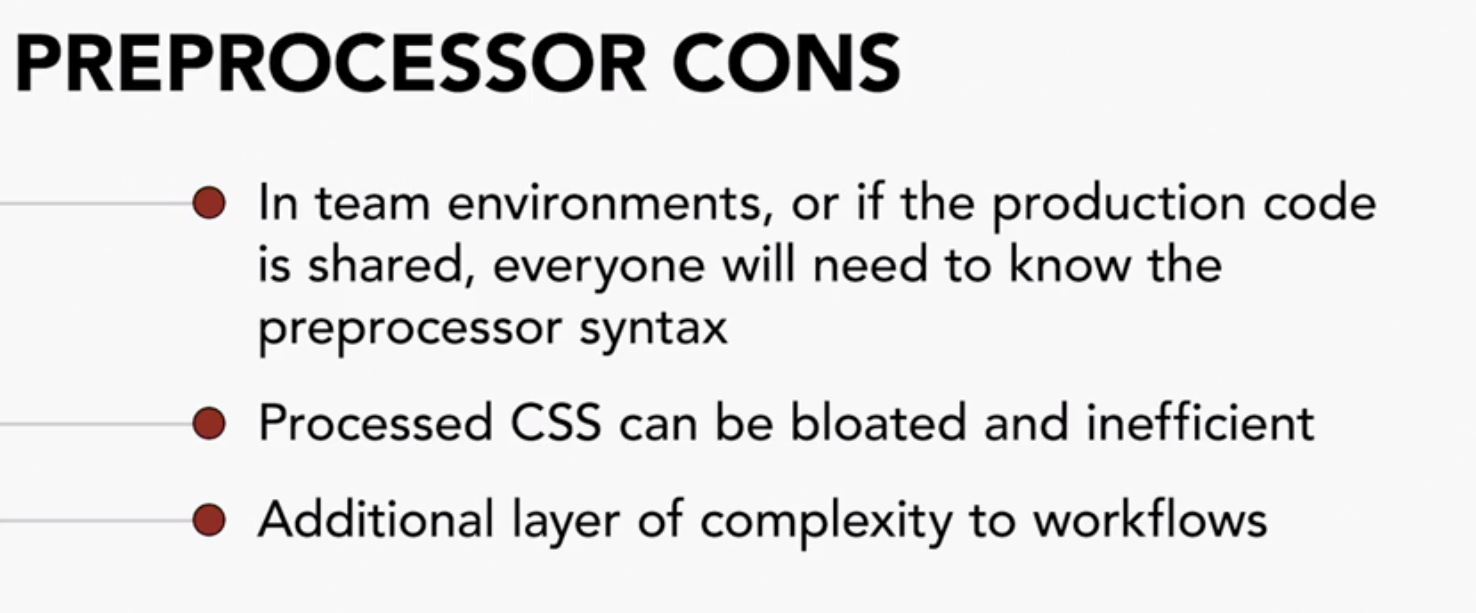 PREPROCESSOR CONS
In team environments, or if the production code
is shared, everyone will need to know the
preprocessor syntax
Processed CSS can be bloated and inefficient
Additional layer of complexity to workflows